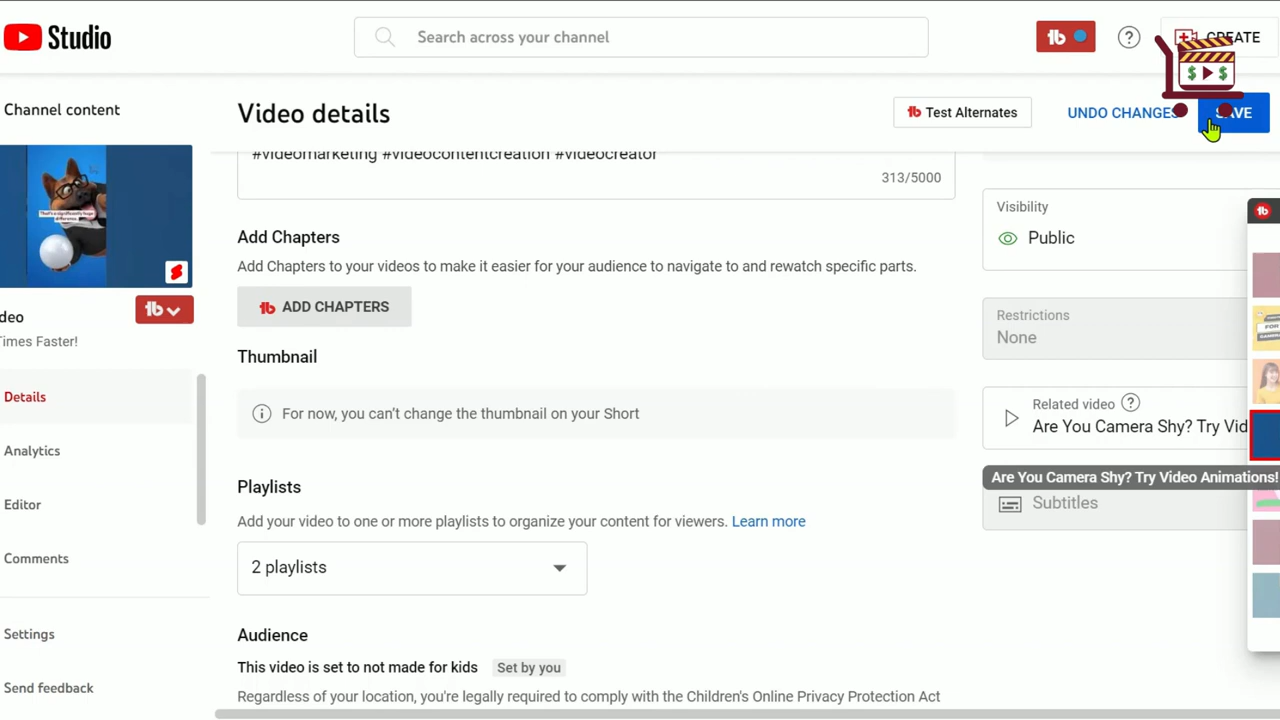 Studio
Search across your channel
?
CREATE
Channel content
Video details
Test Alternates
UNDO CHANGES
SAVE
#videomarketing #videocontentcreation #videocreator
313/5000
That's a significantly huge
difference.
Visibility
Public
Add Chapters
Add Chapters to your videos to make it easier for your audience to navigate to and rewatch specific parts.
ADD CHAPTERS
deo
Times Faster!
Restrictions
None
Thumbnail
For now, you can't change the thumbnail on your Short
Details
Related video ?
Are You Camera Shy? Try Vid
Analytics
Are You Camera Shy? Try Video Animations!
Playlists
Editor
Subtitles
Add your video to one or more playlists to organize your content for viewers. Learn more
Comments
2 playlists
Settings
Audience
This video is set to not made for kids
Set by you
Send feedback
Regardless of your location, you're legally required to comply with the Children's Online Privacy Protection Act